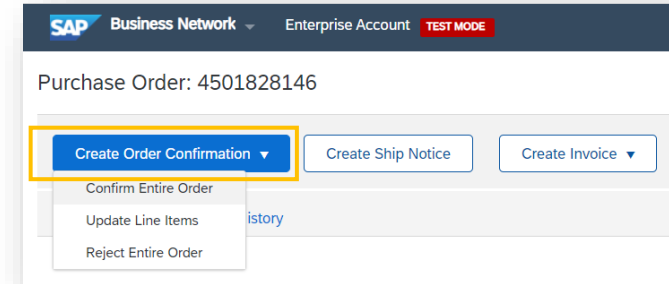 SAP Business Network Enterprise Account TEST MODE
Purchase Order: 4501828146
Create Order Confirmation Create Ship Notice Create Invoice
Confirm Entire Order
Update Line Items istory
Reject Entire Order